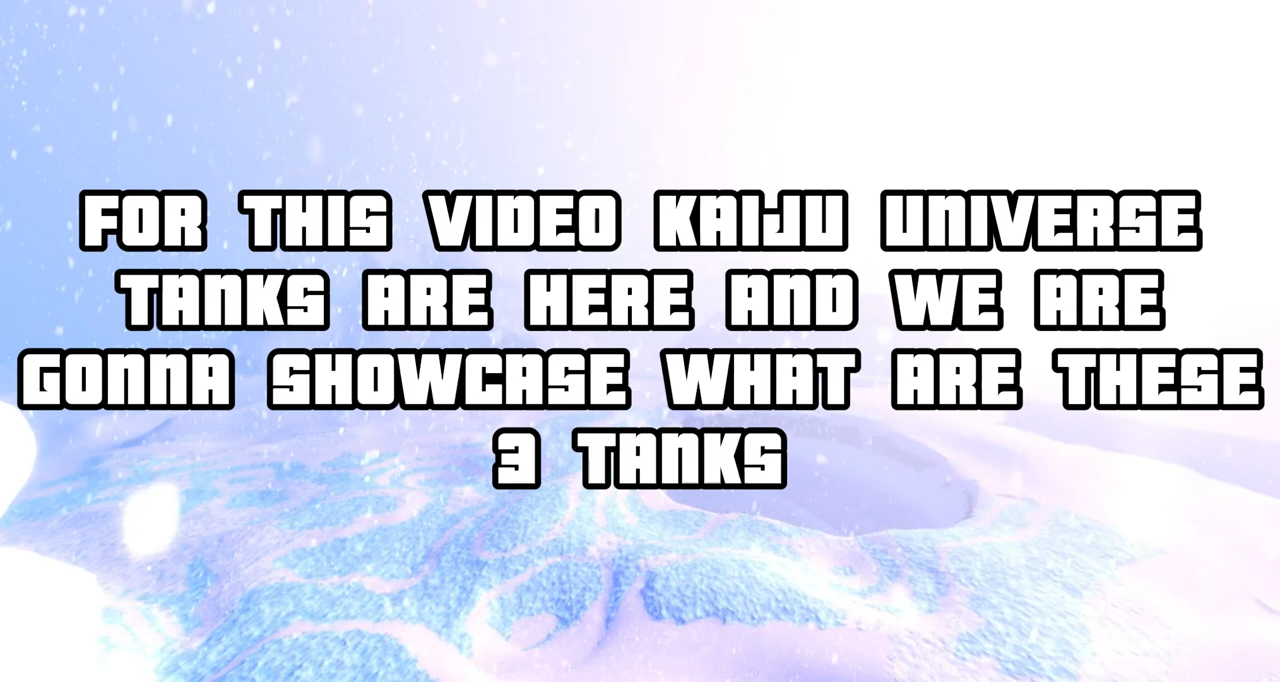 FOR THIS VIDEO KAIJU UNIVERSE
TANKS ARE HERE AND WE ARE
GONNA SHOWCASE WHAT ARE THESE
3 TANKS